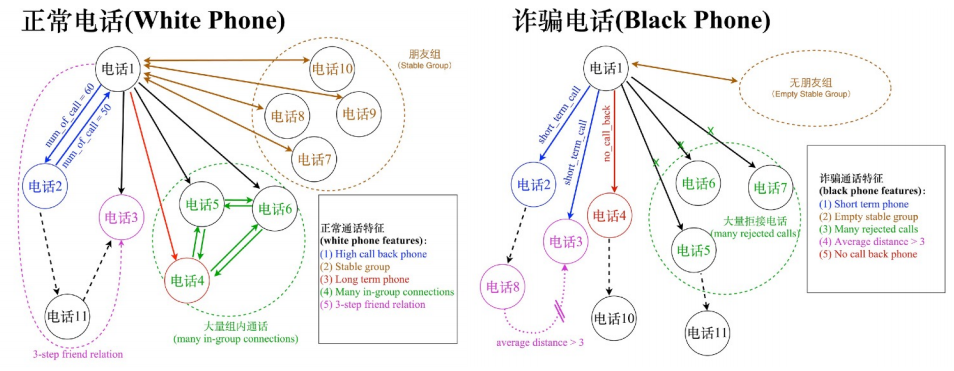 正常电话(White Phone)
电话1
朋友组
(Stable Group)
电话10
电话9
电话8
电话7
num_of_call = 60
num_of_call = 50
电话2
电话3
电话5
电话6
电话4
电话11
大量组内通话
(many in-group connections)
3-step friend relation
正常通话特征
(white phone features):
(1) High call back phone
(2) Stable group
(3) Long term phone
(4) Many in-group connections
(5) 3-step friend relation
诈骗电话(Black Phone)
电话1
无朋友组
(Empty Stable Group)
short_term_call
short_term_call
no_call_back
X
X
电话2
电话3
电话4
电话6
电话7
大量拒接电话
(many rejected calls)
电话5
电话8
电话10
电话11
average distance > 3
诈骗通话特征
(black phone features):
(1) Short term phone
(2) Empty stable group
(3) Many rejected calls
(4) Average distance > 3
(5) No call back phone